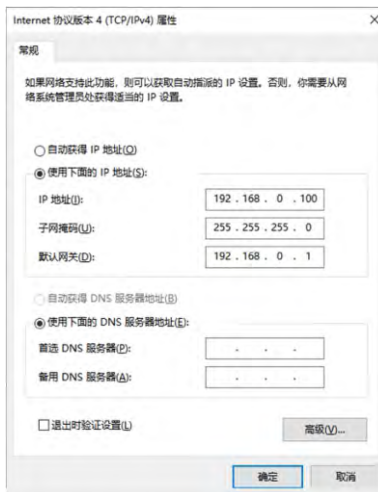 Internet 协议版本 4 (TCP/IPv4) 属性
常规
如果网络支持此功能，则可以获取自动指派的 IP 设置。否则，你需要从网
络系统管理员处获得适当的 IP 设置。
自动获得 IP 地址(O)
使用下面的 IP 地址(S):
IP 地址(I): 192 . 168 . 0 . 100
子网掩码(U): 255 . 255 . 255 . 0
默认网关(D): 192 . 168 . 0 . 1
自动获得 DNS 服务器地址(B)
使用下面的 DNS 服务器地址(E):
首选 DNS 服务器(P): . . .
备用 DNS 服务器(A): . . .
退出时验证设置(L)
高级(V)...
确定 取消